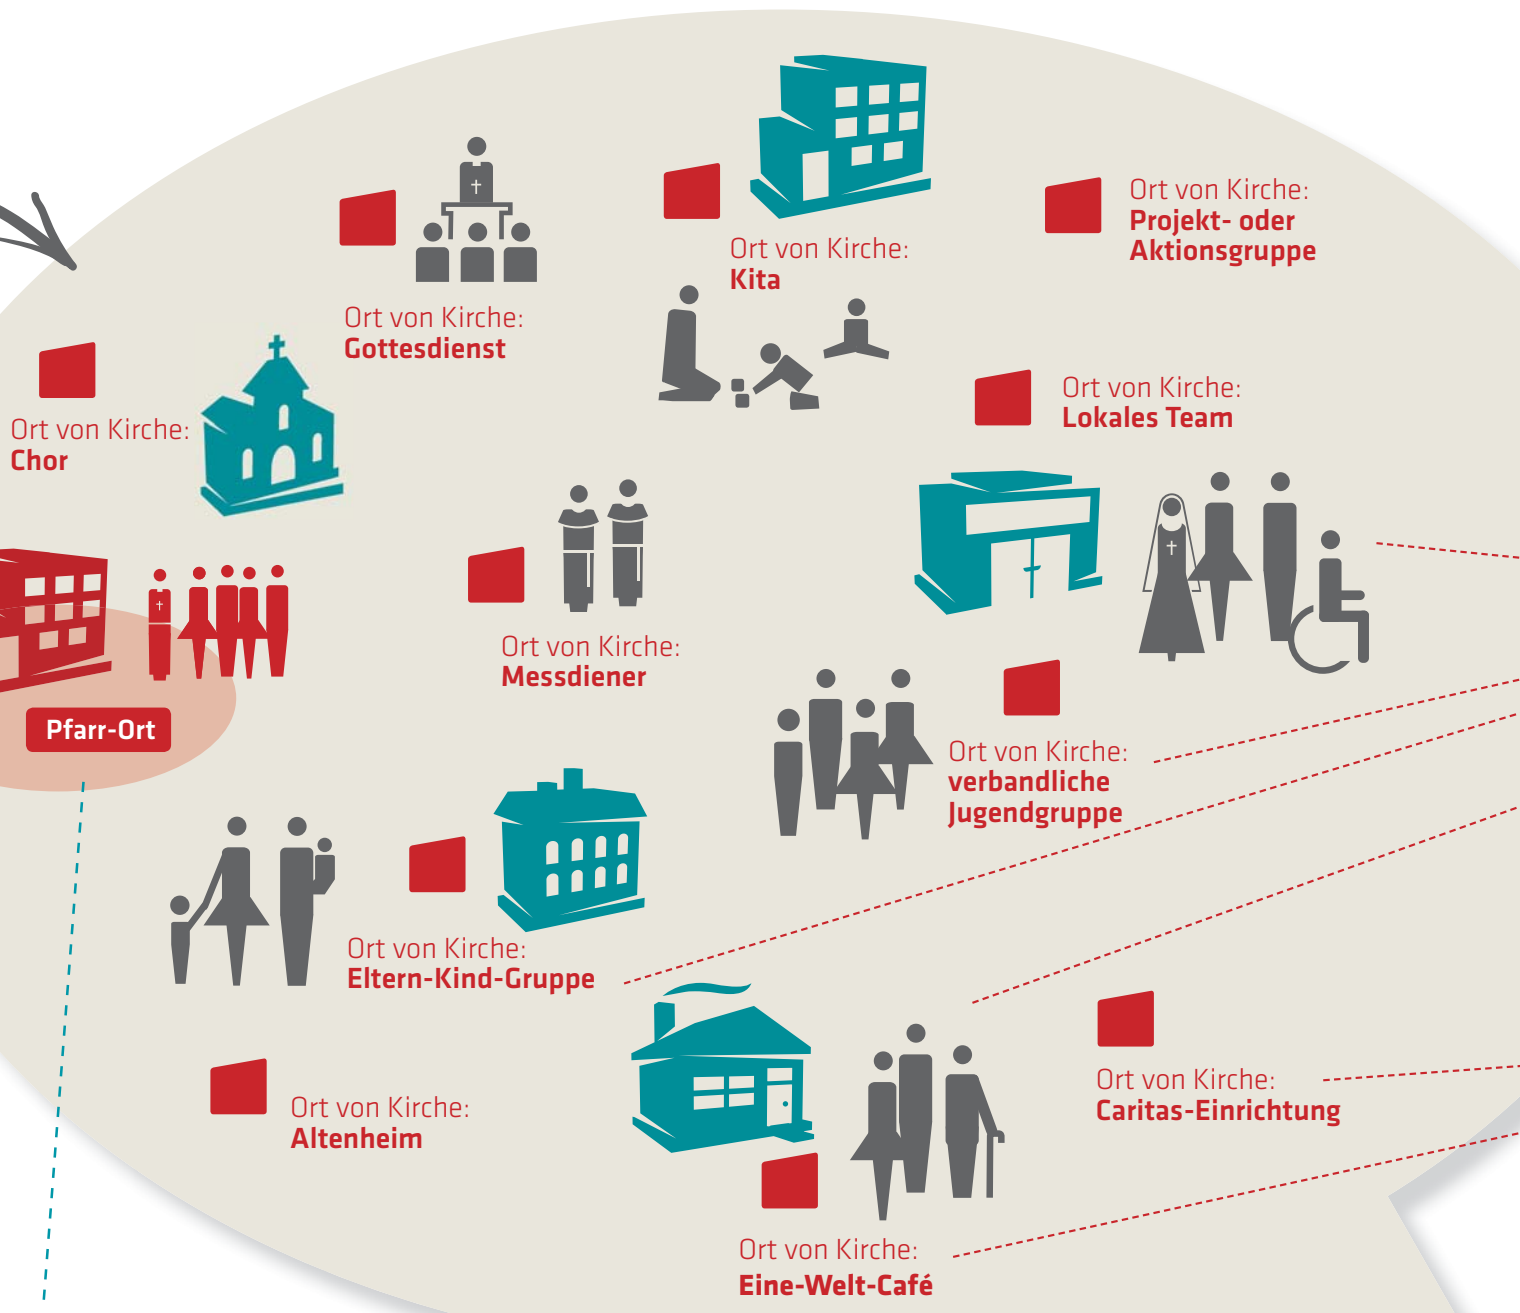 Ort von Kirche:
Gottesdienst
Ort von Kirche:
Kita
Ort von Kirche:
Projekt- oder
Aktionsgruppe
Ort von Kirche:
Chor
Ort von Kirche:
Lokales Team
Ort von Kirche:
Messdiener
Pfarr-Ort
Ort von Kirche:
verbandliche
Jugendgruppe
Ort von Kirche:
Eltern-Kind-Gruppe
Ort von Kirche:
Altenheim
Ort von Kirche:
Caritas-Einrichtung
Ort von Kirche:
Eine-Welt-Café